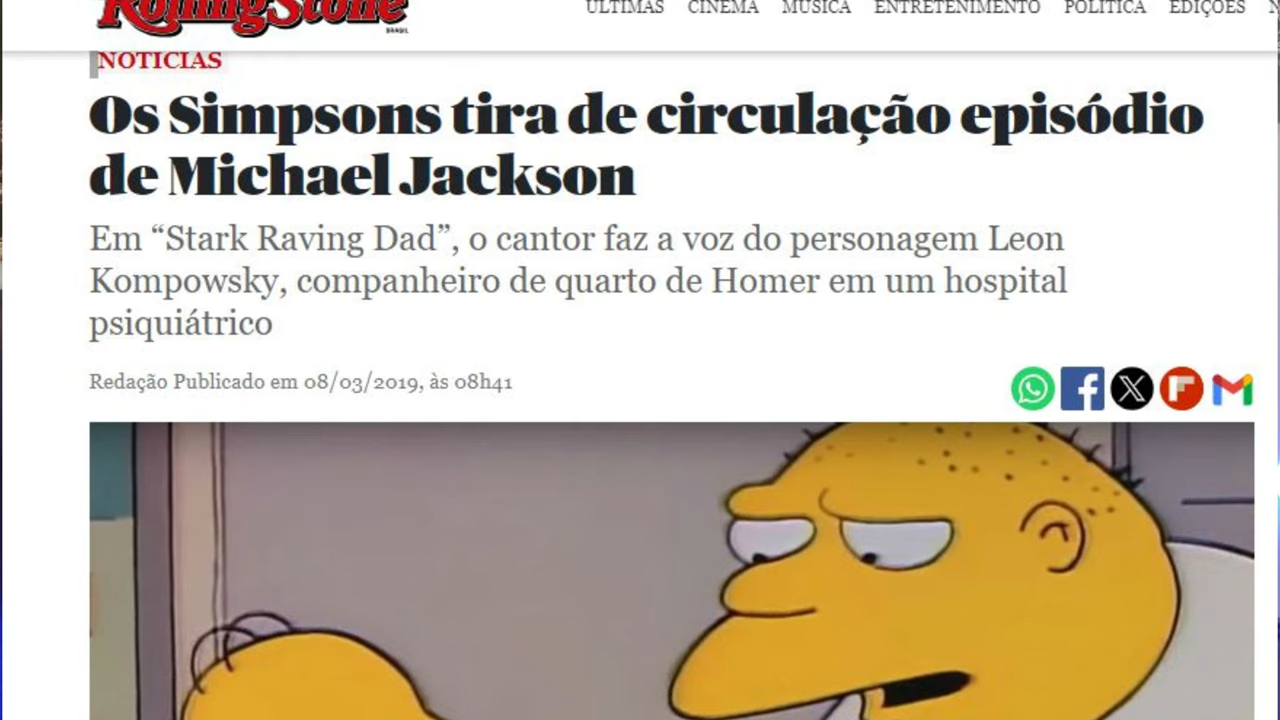 RollingStone
BRASIL
ÚLTIMAS CINEMA MÚSICA ENTRETENIMENTO POLÍTICA EDIÇÕES
NOTÍCIAS
Os Simpsons tira de circulação episódio
de Michael Jackson
Em “Stark Raving Dad”, o cantor faz a voz do personagem Leon
Kompowsky, companheiro de quarto de Homer em um hospital
psiquiátrico
Redação Publicado em 08/03/2019, às 08h41